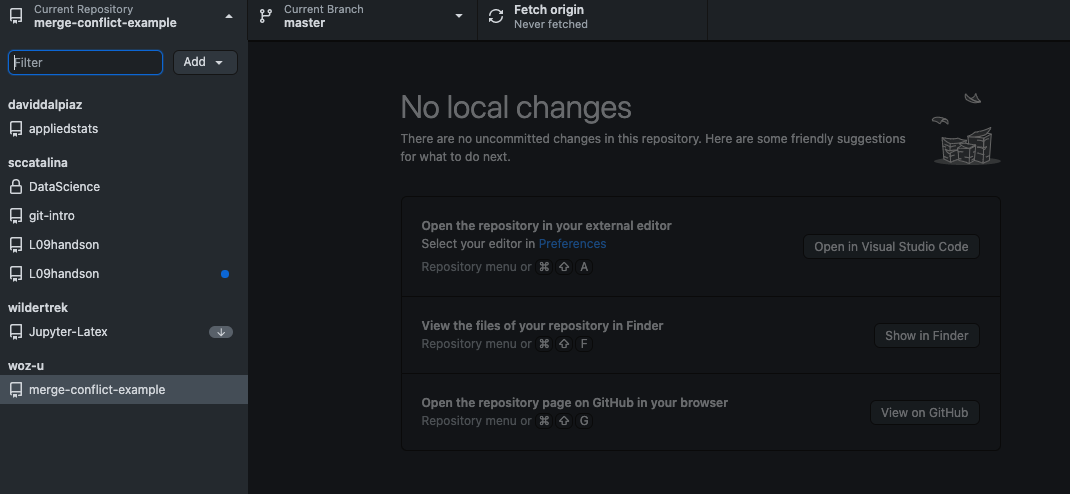 Current Repository
merge-conflict-example
Current Branch
master
Fetch origin
Never fetched
Filter
Add
daviddalpiaz
appliedstats
sccatalina
DataScience
git-intro
L09handson
L09handson
wildertrek
Jupyter-Latex
woz-u
merge-conflict-example
No local changes
There are no uncommitted changes in this repository. Here are some friendly suggestions
for what to do next.
Open the repository in your external editor
Select your editor in Preferences
Repository menu or ⌘ ⇧ A
Open in Visual Studio Code
View the files of your repository in Finder
Repository menu or ⌘ ⇧ F
Show in Finder
Open the repository page on GitHub in your browser
Repository menu or ⌘ ⇧ G
View on GitHub